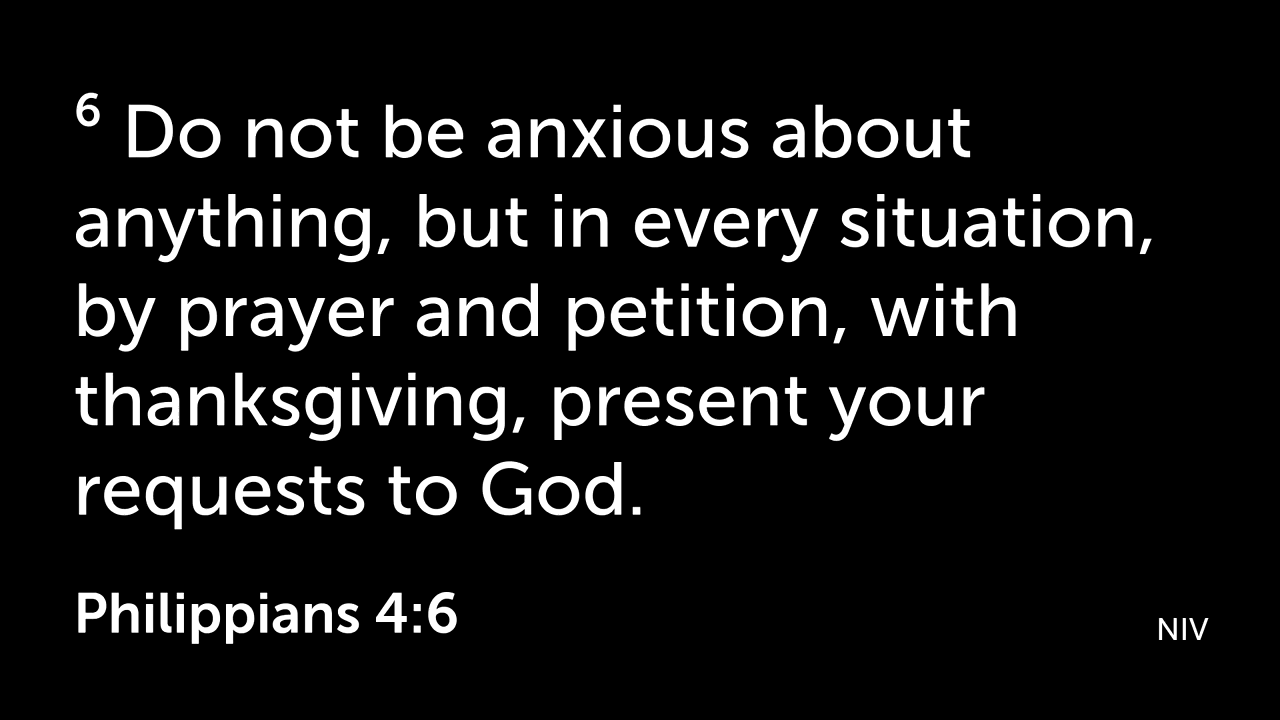 ⁶ Do not be anxious about
anything, but in every situation,
by prayer and petition, with
thanksgiving, present your
requests to God.
Philippians 4:6
NIV